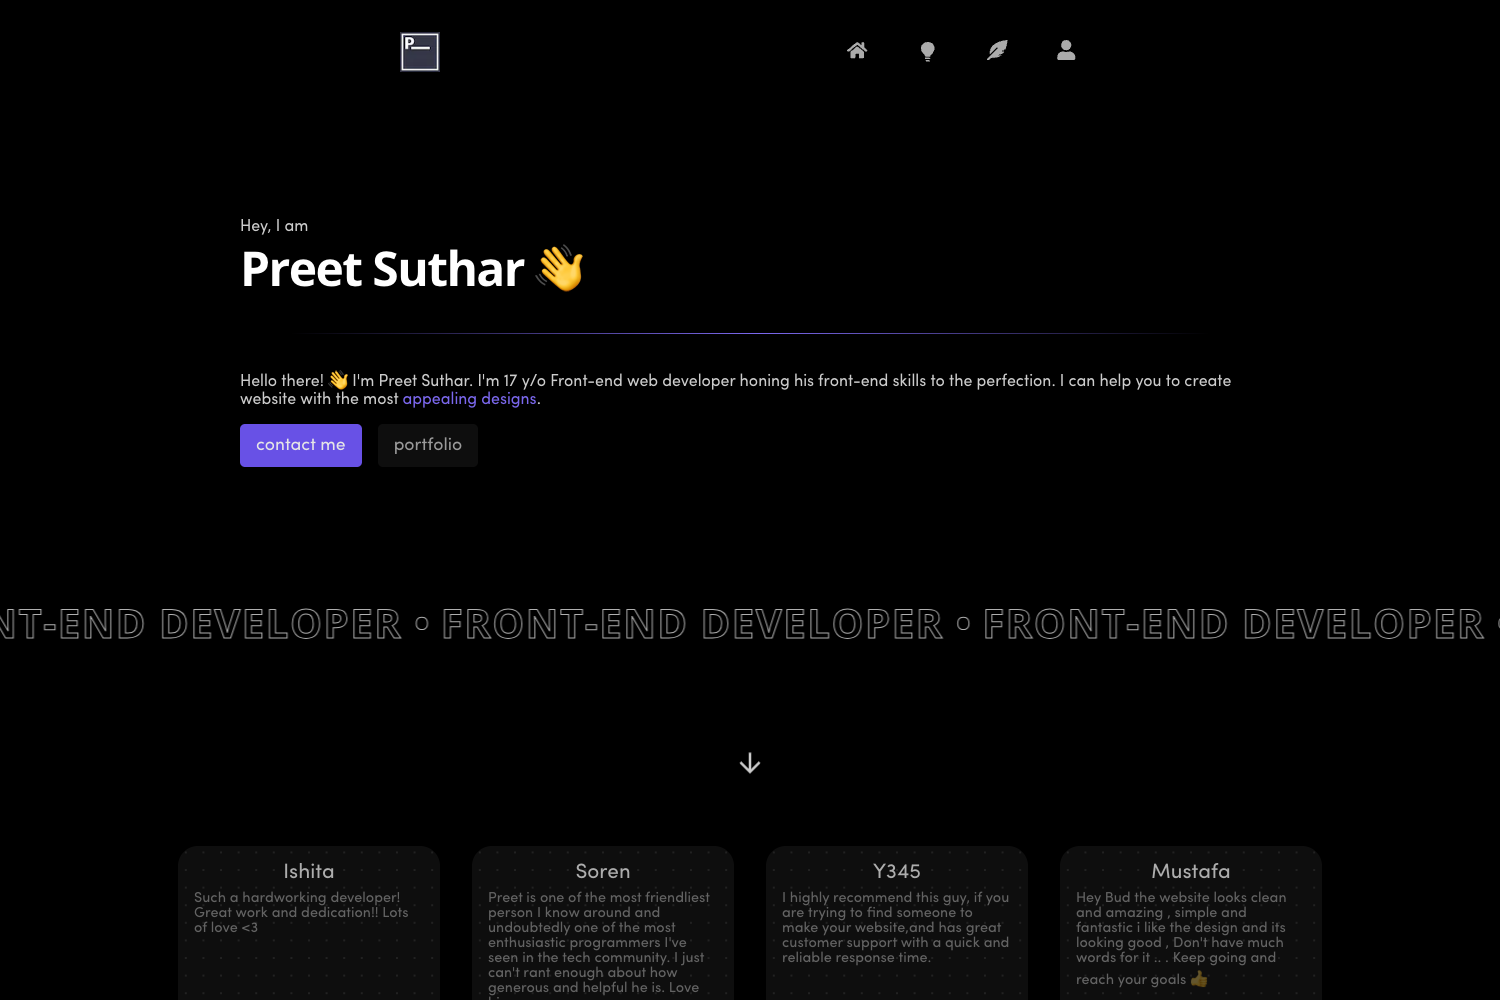 P
Hey, I am
Preet Suthar 👋
Hello there! 👋 I'm Preet Suthar. I'm 17 y/o Front-end web developer honing his front-end skills to the perfection. I can help you to create
website with the most appealing designs.
contact me
portfolio
NT-END DEVELOPER • FRONT-END DEVELOPER • FRONT-END DEVELOPER •
Ishita
Such a hardworking developer!
Great work and dedication!! Lots
of love <3
Soren
Preet is one of the most friendliest
person I know around and
undoubtedly one of the most
enthusiastic programmers I've
seen in the tech community. I just
can't rant enough about how
generous and helpful he is. Love
Y345
I highly recommend this guy, if you
are trying to find someone to
make your website,and has great
customer support with a quick and
reliable response time.
Mustafa
Hey Bud the website looks clean
and amazing , simple and
fantastic i like the design and its
looking good , Don't have much
words for it .. . Keep going and
reach your goals 👍